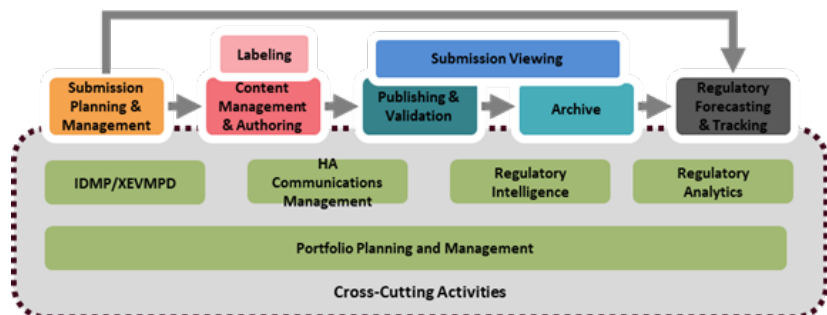 Labeling
Submission Viewing
Submission
Planning &
Management
Content
Management
& Authoring
Publishing &
Validation
Archive
Regulatory
Forecasting
& Tracking
IDMP/XEVMPD
HA
Communications
Management
Regulatory
Intelligence
Regulatory
Analytics
Portfolio Planning and Management
Cross-Cutting Activities